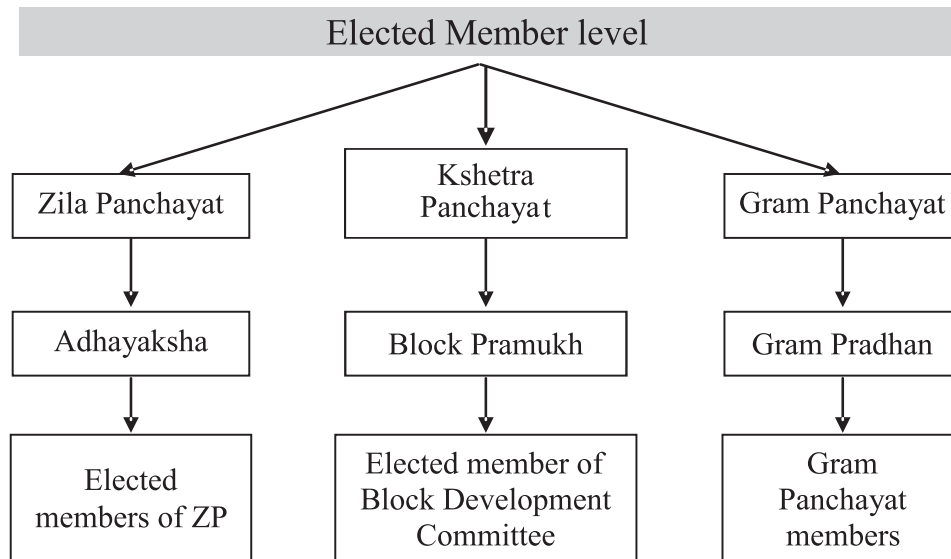 Elected Member level
Zila Panchayat
Kshetra
Panchayat
Gram Panchayat
Adhayaksha
Block Pramukh
Gram Pradhan
Elected
members of ZP
Elected member of
Block Development
Committee
Gram
Panchayat
members